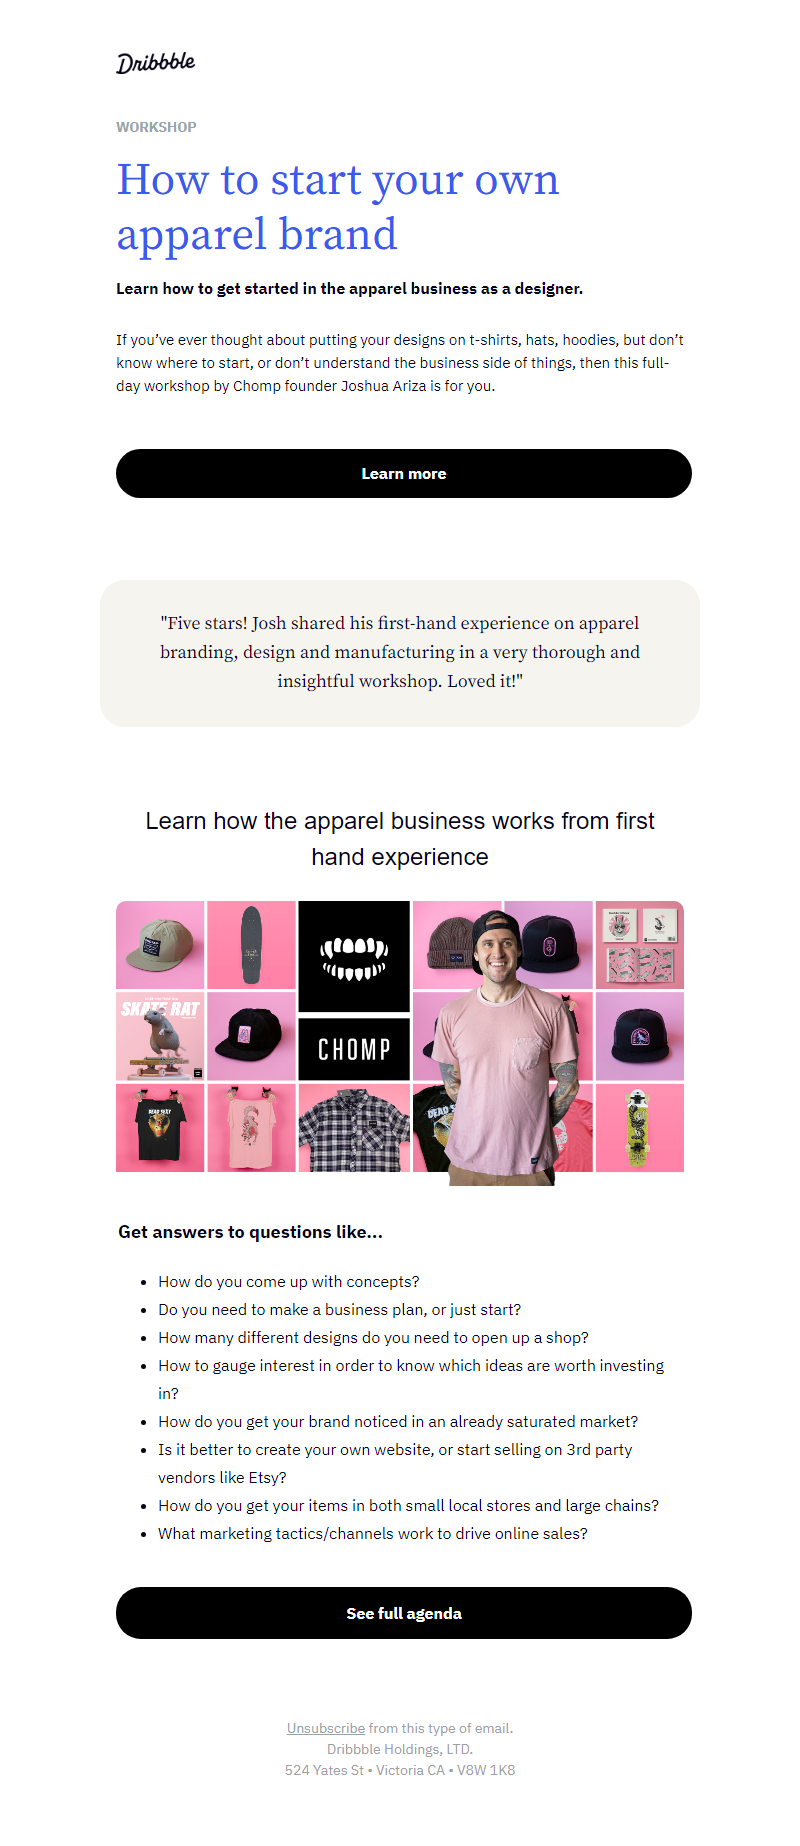 Dribbble
WORKSHOP
How to start your own
apparel brand
Learn how to get started in the apparel business as a designer.
If you’ve ever thought about putting your designs on t-shirts, hats, hoodies, but don’t
know where to start, or don’t understand the business side of things, then this full-
day workshop by Chomp founder Joshua Ariza is for you.
Learn more
"Five stars! Josh shared his first-hand experience on apparel
branding, design and manufacturing in a very thorough and
insightful workshop. Loved it!"
Learn how the apparel business works from first
hand experience
SKATE RAT
CHOMP
DEAD SEXY
DEAD SEXY
Get answers to questions like...
• How do you come up with concepts?
• Do you need to make a business plan, or just start?
• How many different designs do you need to open up a shop?
• How to gauge interest in order to know which ideas are worth investing
in?
• How do you get your brand noticed in an already saturated market?
• Is it better to create your own website, or start selling on 3rd party
vendors like Etsy?
• How do you get your items in both small local stores and large chains?
• What marketing tactics/channels work to drive online sales?
See full agenda
Unsubscribe from this type of email.
Dribbble Holdings, LTD.
524 Yates St • Victoria CA • V8W 1K8